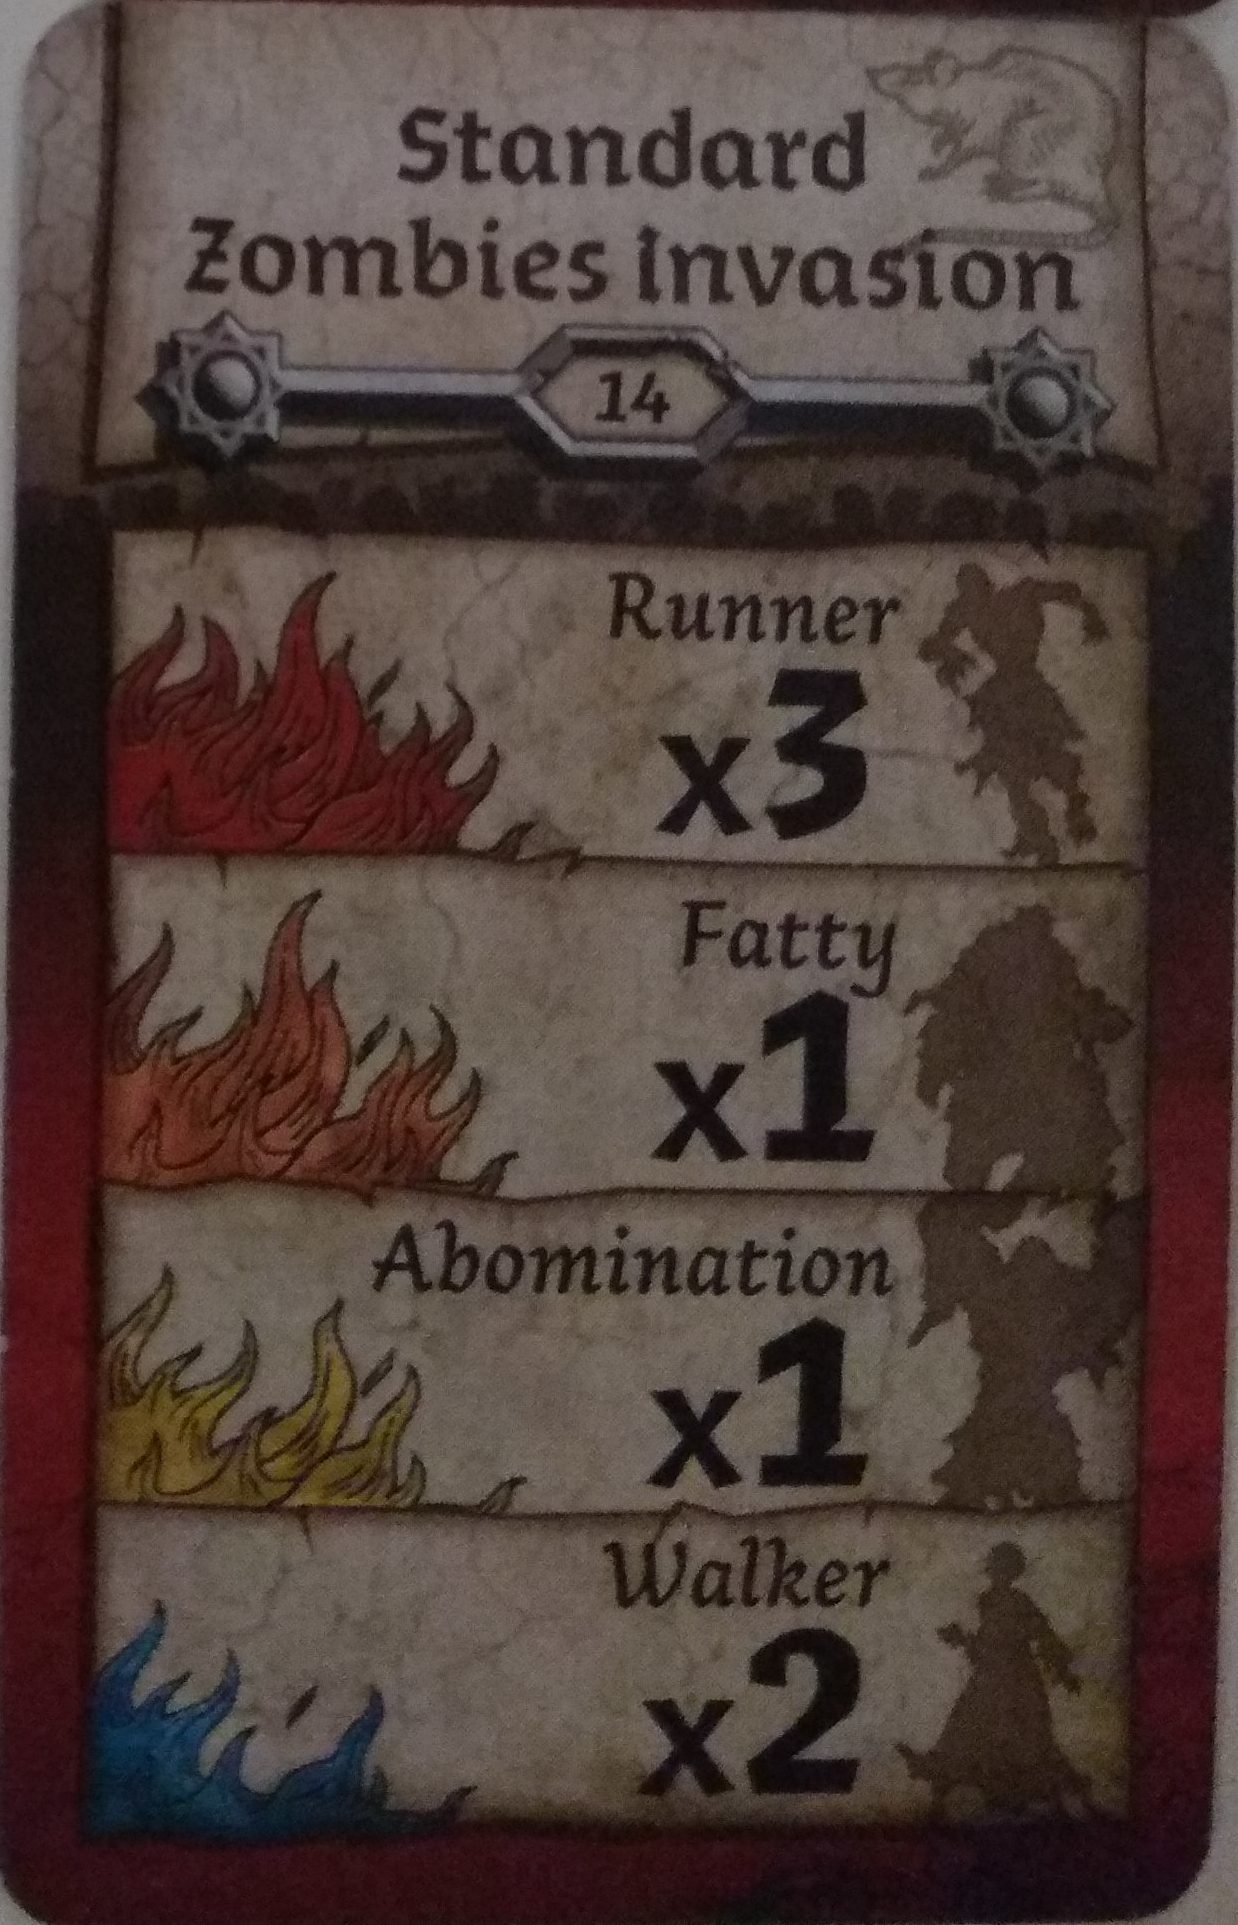 Standard
Zombies Invasion
14
Runner
x3
Fatty
x1
Abomination
x1
Walker
x2